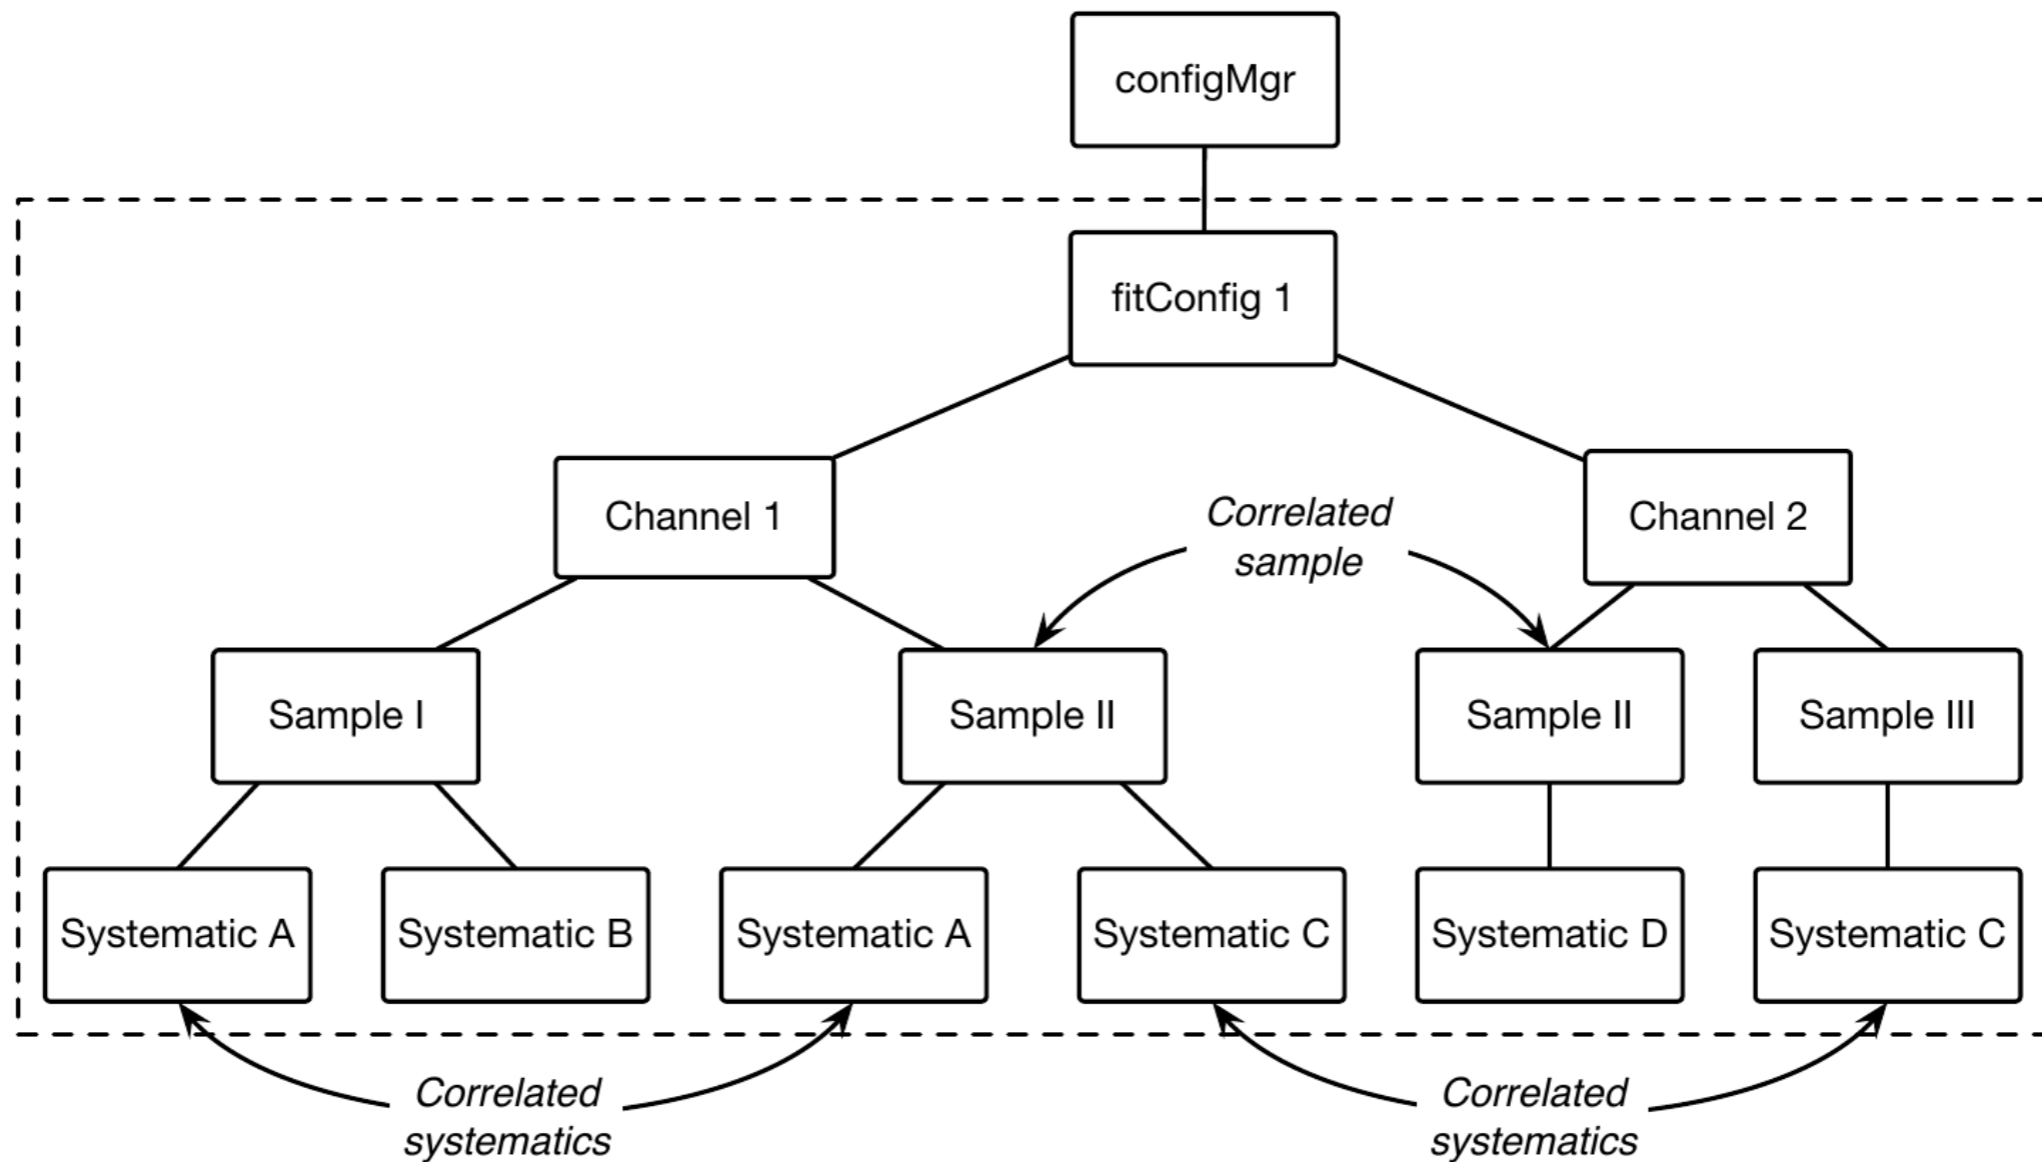 configMgr
fitConfig 1
Channel 1
Correlated
sample
Channel 2
Sample I
Sample II
Sample II
Sample III
Systematic A
Systematic B
Systematic A
Systematic C
Systematic D
Systematic C
Correlated
systematics
Correlated
systematics